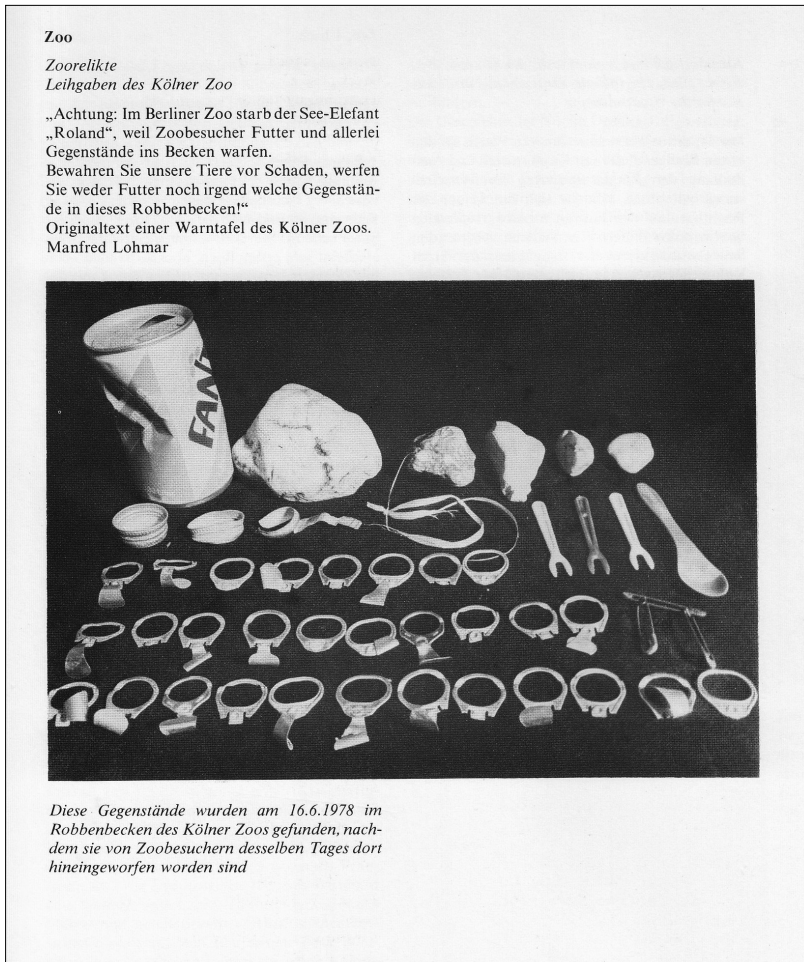 Zoo
Zoorelikte
Leihgaben des Kölner Zoo
„Achtung: Im Berliner Zoo starb der See-Elefant
„Roland“, weil Zoobesucher Futter und allerlei
Gegenstände ins Becken warfen.
Bewahren Sie unsere Tiere vor Schaden, werfen
Sie weder Futter noch irgend welche Gegenstän-
de in dieses Robbenbecken!“
Originaltext einer Warntafel des Kölner Zoos.
Manfred Lohmar
FAN
Diese Gegenstände wurden am 16.6.1978 im
Robbenbecken des Kölner Zoos gefunden, nach-
dem sie von Zoobesuchern desselben Tages dort
hineingeworfen worden sind